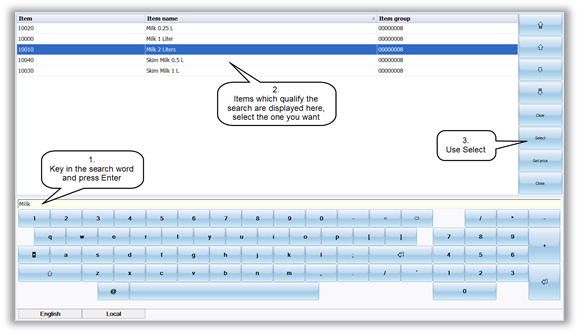 Item Item name Item group
10020 Milk 0.25 L 00000008
10000 Milk 1 Liter 00000008
10010 Milk 2 Liters 00000008
10040 Skim Milk 0.5 L 00000008
10030 Skim Milk 1 L 00000008
2.
Items which qualify the
search are displayed here,
select the one you want
Clear
Select
Get price
Close
3.
Use Select
1.
Key in the search word
and press Enter
Milk
1 2 3 4 5 6 7 8 9 0 - = / * -
q w e r t y u i o p [ ] 7 8 9 +
a s d f g h j k l ; 4 5 6
z x c v b n m , . / ' 1 2 3
@ 0
English Local